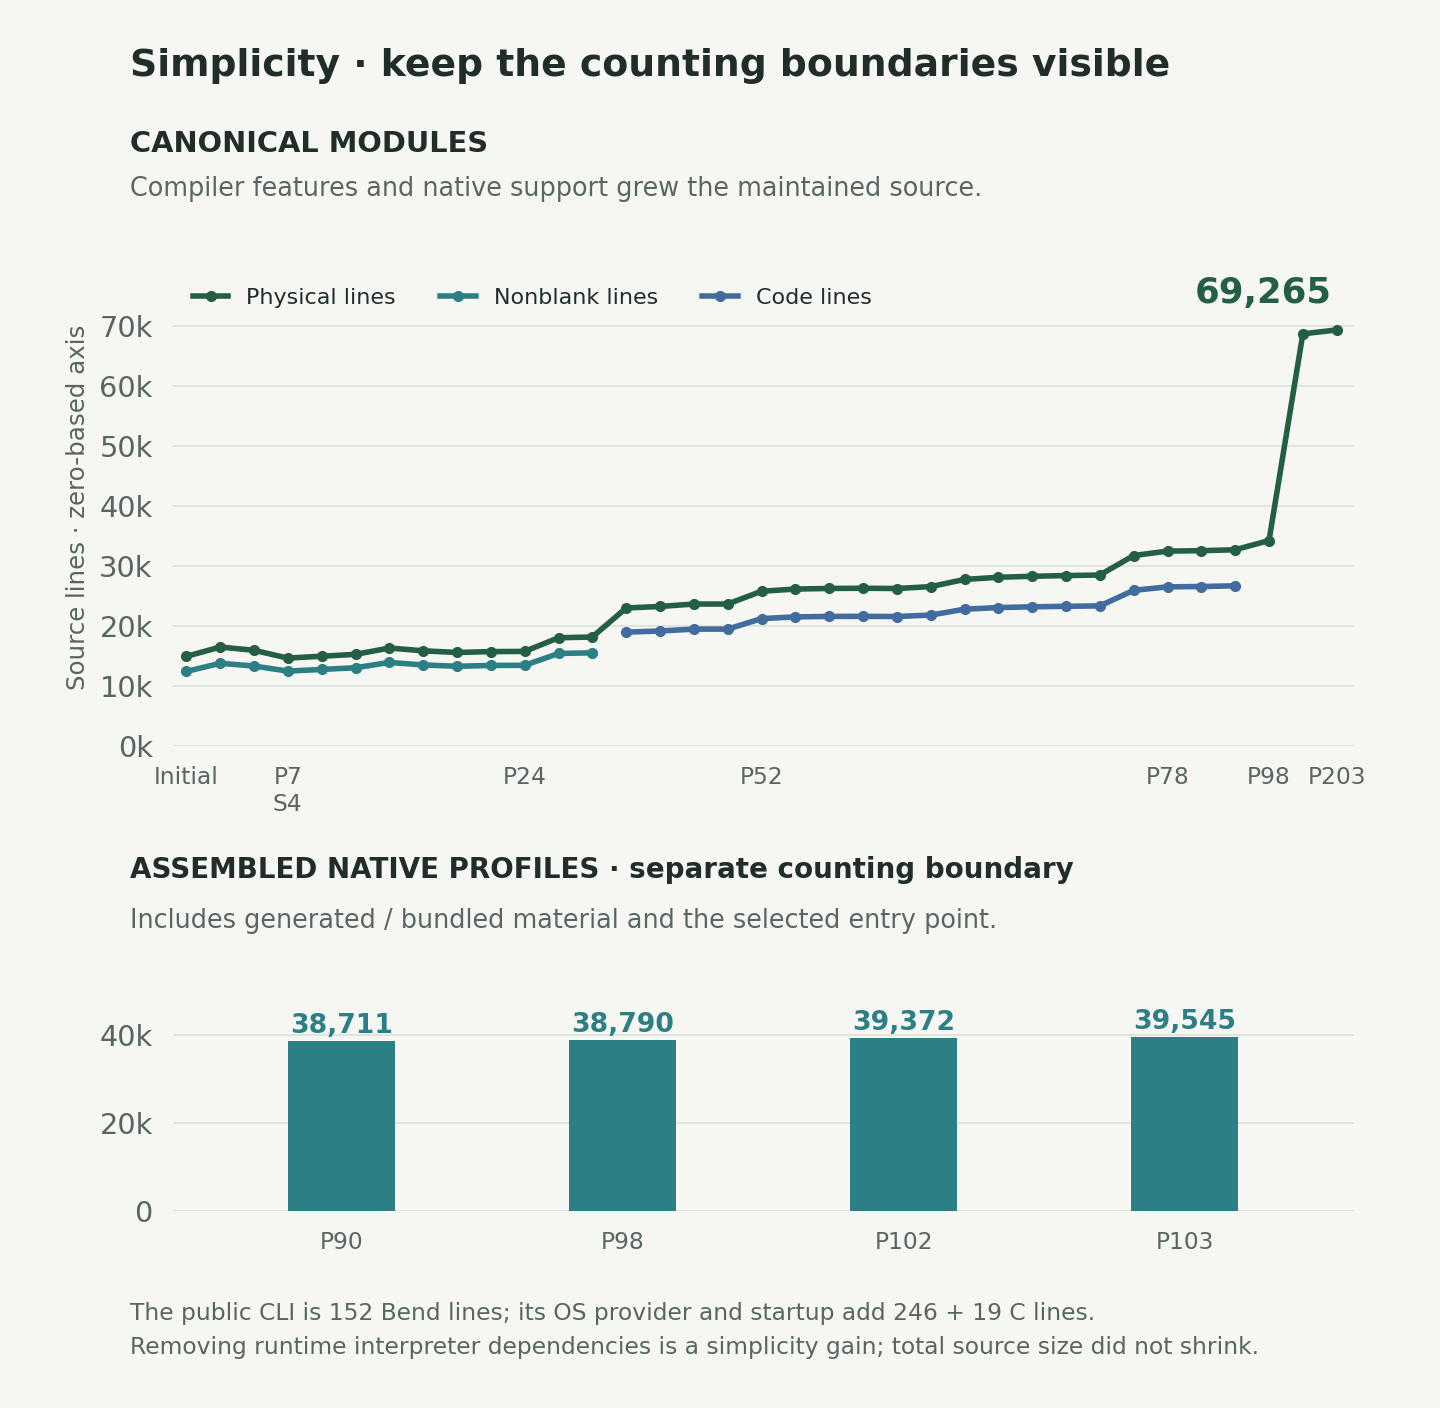 Simplicity · keep the counting boundaries visible
CANONICAL MODULES
Compiler features and native support grew the maintained source.
Physical lines
Nonblank lines
Code lines
69,265
Source lines · zero-based axis
70k
60k
50k
40k
30k
20k
10k
0k
Initial
P7
S4
P24
P52
P78
P98
P203
ASSEMBLED NATIVE PROFILES · separate counting boundary
Includes generated / bundled material and the selected entry point.
38,711
38,790
39,372
39,545
40k
20k
0
P90
P98
P102
P103
The public CLI is 152 Bend lines; its OS provider and startup add 246 + 19 C lines.
Removing runtime interpreter dependencies is a simplicity gain; total source size did not shrink.